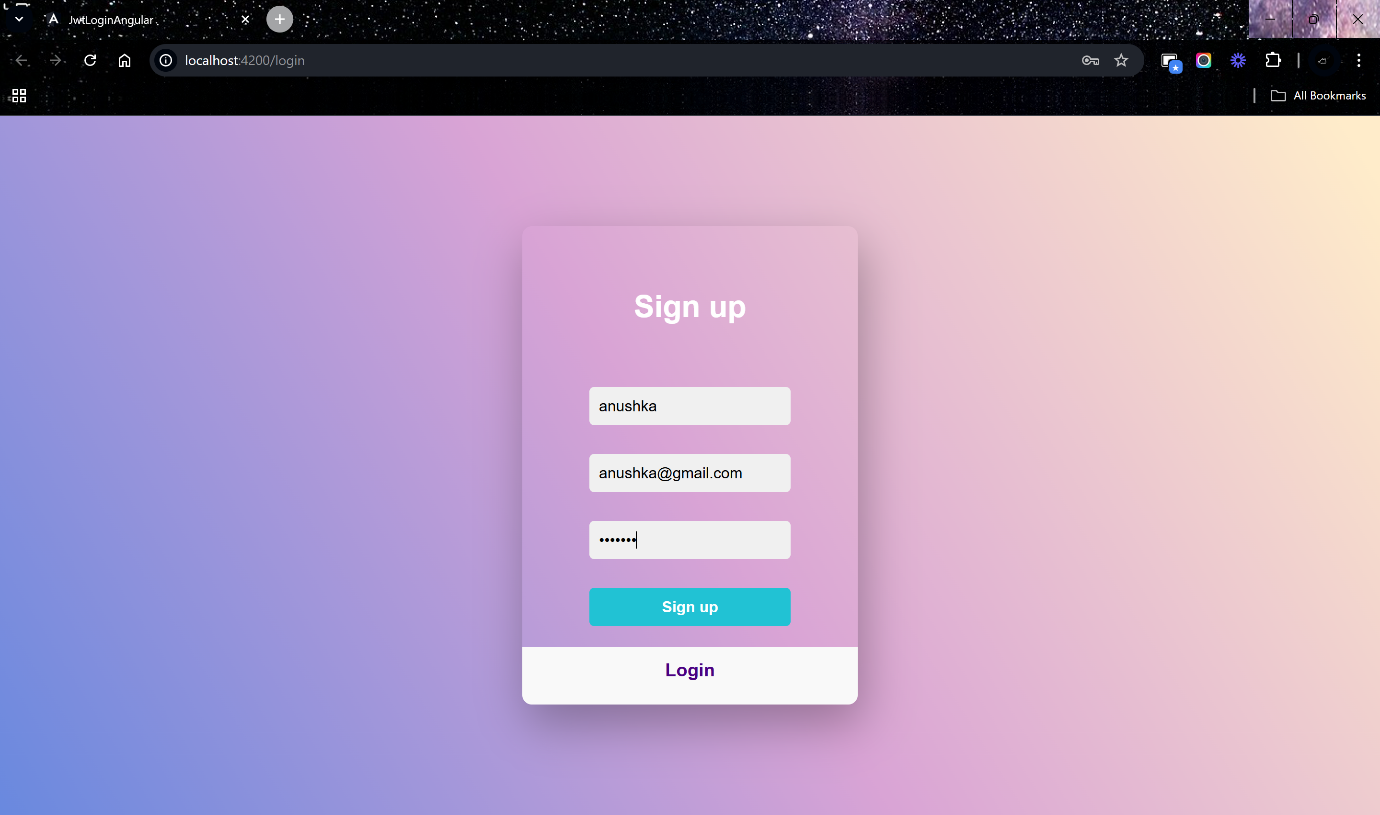 JwtLoginAngular
localhost:4200/login
All Bookmarks
Sign up
anushka
anushka@gmail.com
•••••••
Sign up
Login